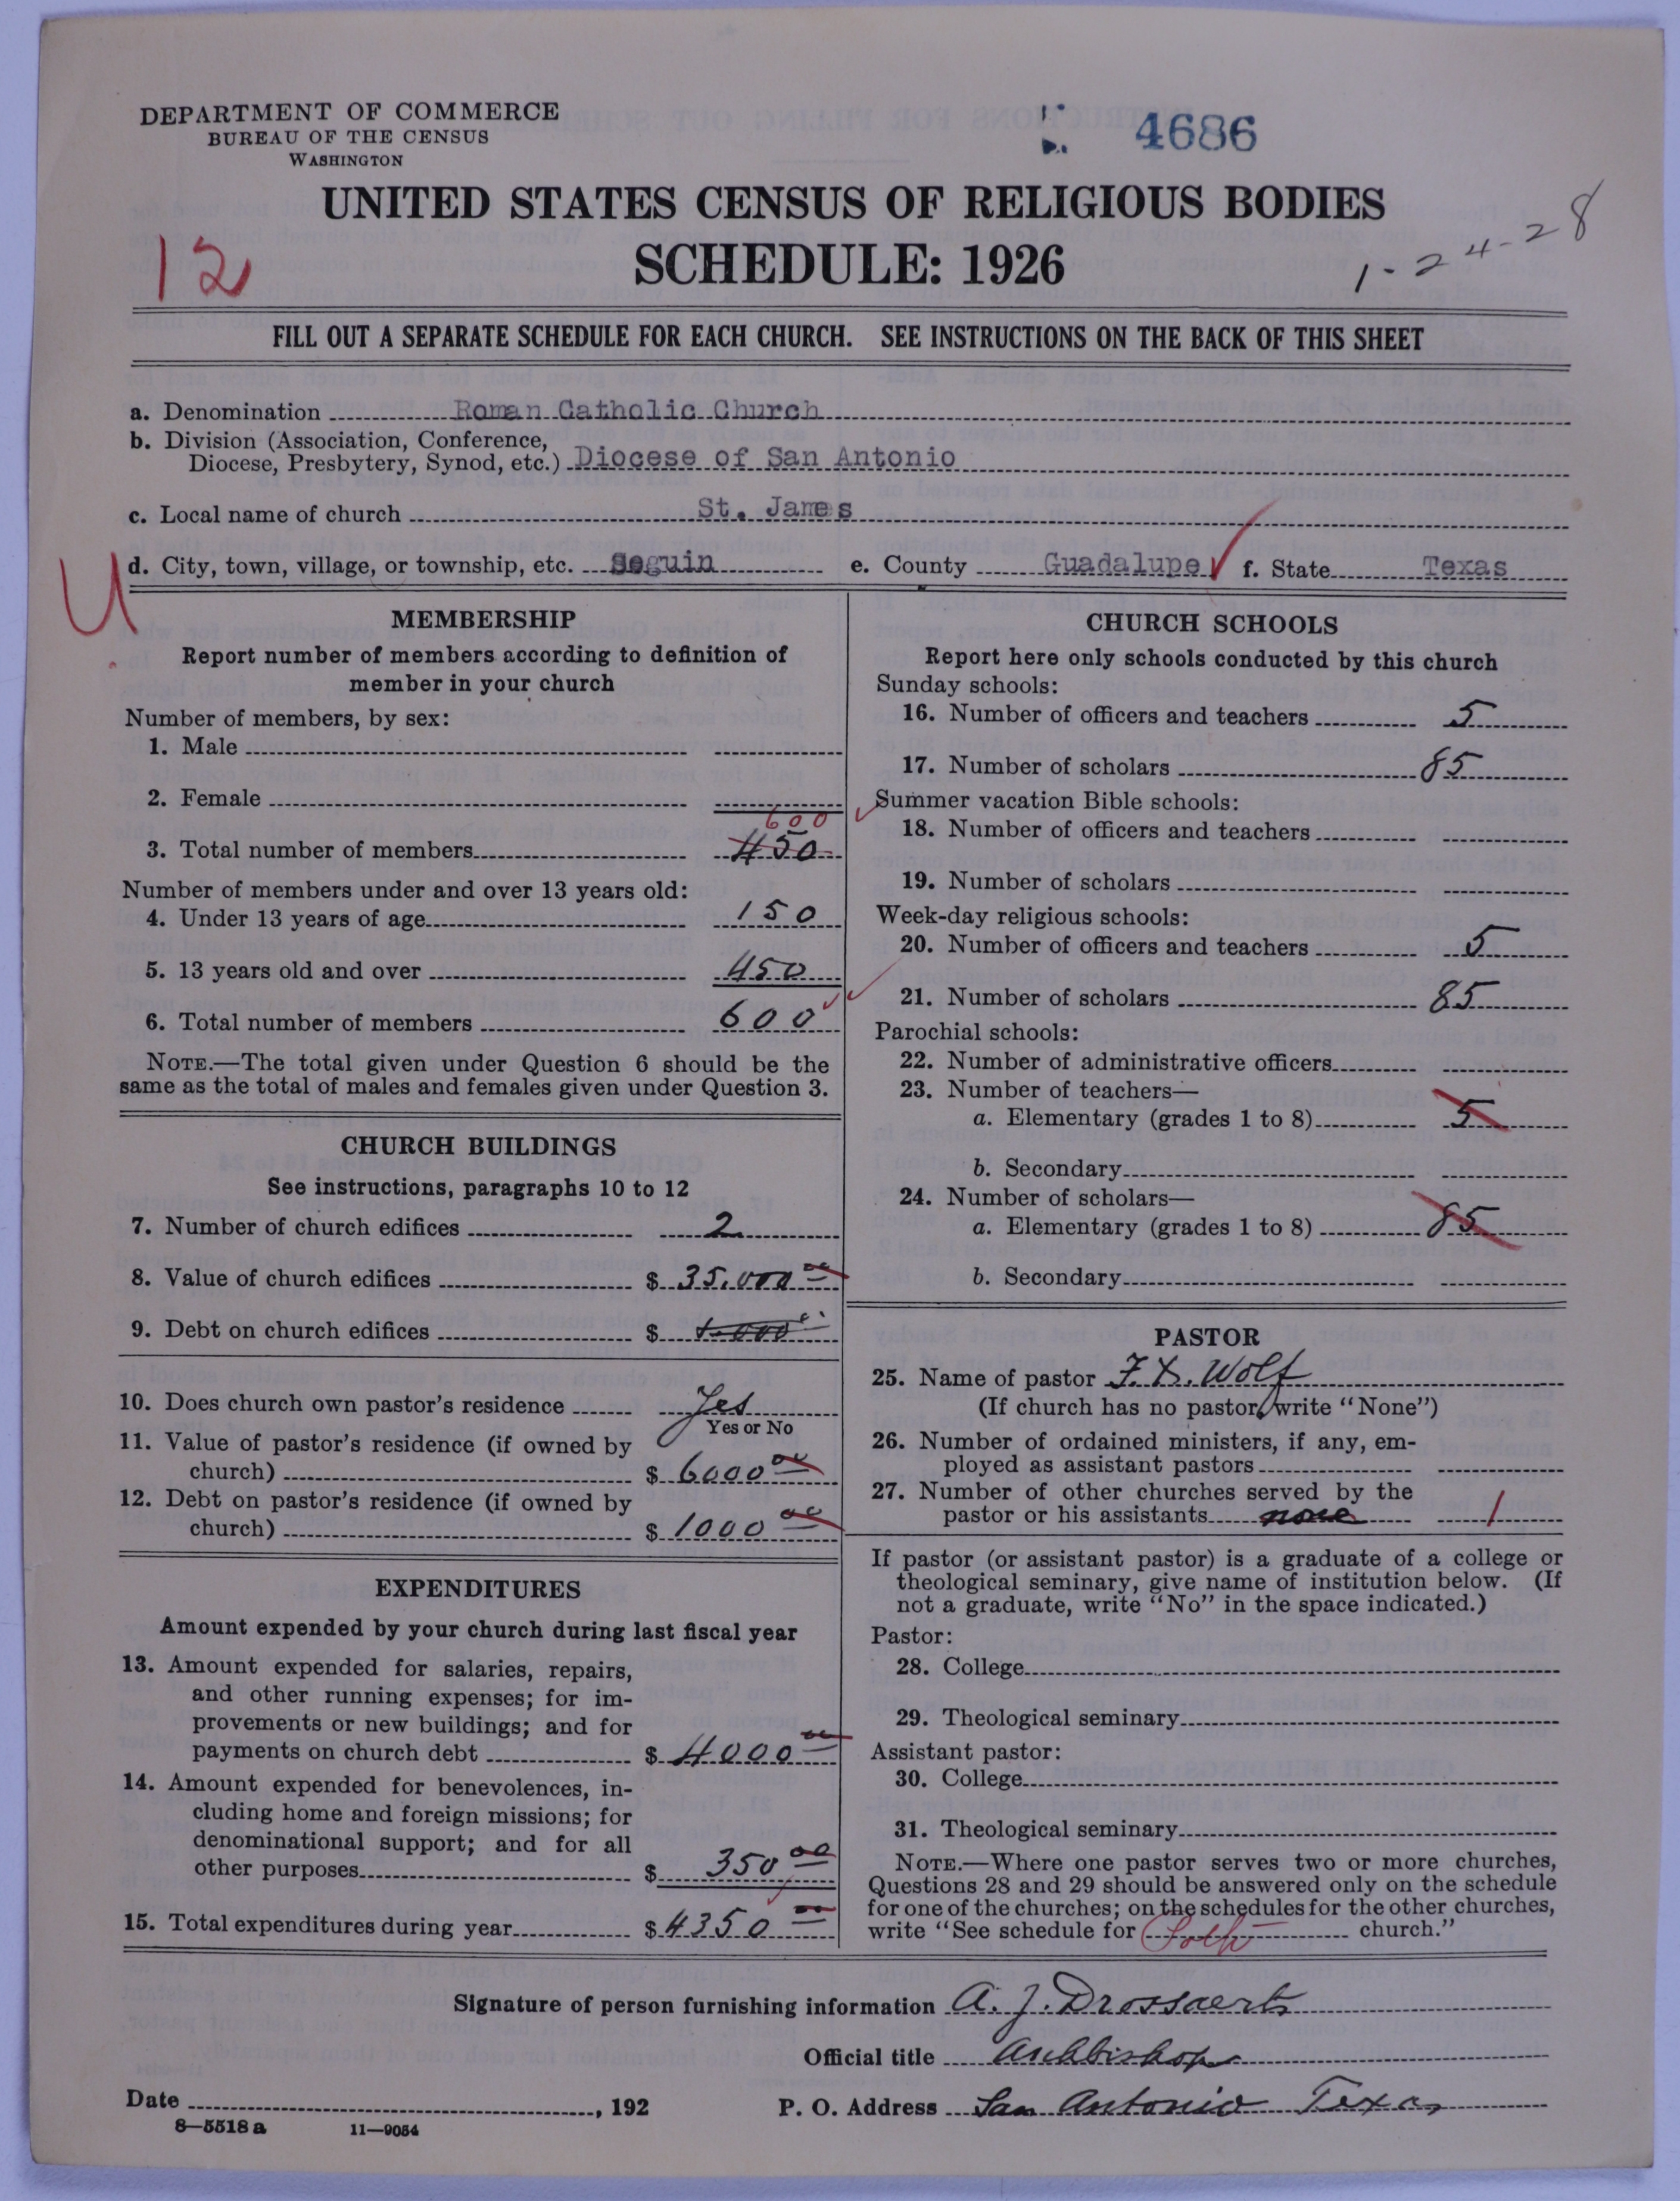 DEPARTMENT OF COMMERCE
BUREAU OF THE CENSUS
WASHINGTON
4686
UNITED STATES CENSUS OF RELIGIOUS BODIES
SCHEDULE: 1926
12
1-24-28
FILL OUT A SEPARATE SCHEDULE FOR EACH CHURCH. SEE INSTRUCTIONS ON THE BACK OF THIS SHEET
a. Denomination Roman Catholic Church
b. Division (Association, Conference,
Diocese, Presbytery, Synod, etc.) Diocese of San Antonio
c. Local name of church St. James
U
d. City, town, village, or township, etc. Seguin e. County Guadalupe f. State Texas
MEMBERSHIP
Report number of members according to definition of
member in your church
Number of members, by sex:
1. Male
2. Female
600
3. Total number of members 450
Number of members under and over 13 years old:
4. Under 13 years of age 150
5. 13 years old and over 450
6. Total number of members 600
NOTE.—The total given under Question 6 should be the
same as the total of males and females given under Question 3.
CHURCH BUILDINGS
See instructions, paragraphs 10 to 12
7. Number of church edifices 2
8. Value of church edifices $ 35.000 00
9. Debt on church edifices $
10. Does church own pastor's residence Yes
Yes or No
11. Value of pastor's residence (if owned by
church) $ 6000 00
12. Debt on pastor's residence (if owned by
church) $ 1000 00
EXPENDITURES
Amount expended by your church during last fiscal year
13. Amount expended for salaries, repairs,
and other running expenses; for im-
provements or new buildings; and for
payments on church debt $ 4000 00
14. Amount expended for benevolences, in-
cluding home and foreign missions; for
denominational support; and for all
other purposes $ 350 00
15. Total expenditures during year $ 4350 00
CHURCH SCHOOLS
Report here only schools conducted by this church
Sunday schools:
16. Number of officers and teachers 5
17. Number of scholars 85
Summer vacation Bible schools:
18. Number of officers and teachers
19. Number of scholars
Week-day religious schools:
20. Number of officers and teachers 5
21. Number of scholars 85
Parochial schools:
22. Number of administrative officers
23. Number of teachers—
a. Elementary (grades 1 to 8) 5
b. Secondary
24. Number of scholars—
a. Elementary (grades 1 to 8) 85
b. Secondary
PASTOR
25. Name of pastor F. X. Wolf
(If church has no pastor, write "None")
26. Number of ordained ministers, if any, em-
ployed as assistant pastors
27. Number of other churches served by the
pastor or his assistants none 1
If pastor (or assistant pastor) is a graduate of a college or
theological seminary, give name of institution below. (If
not a graduate, write "No" in the space indicated.)
Pastor:
28. College
29. Theological seminary
Assistant pastor:
30. College
31. Theological seminary
NOTE.—Where one pastor serves two or more churches,
Questions 28 and 29 should be answered only on the schedule
for one of the churches; on the schedules for the other churches,
write "See schedule for church."
Signature of person furnishing information A. J. Drossaerts
Official title Archbishop
Date , 192 P. O. Address San Antonio Texas
8—5518 a 11—9054